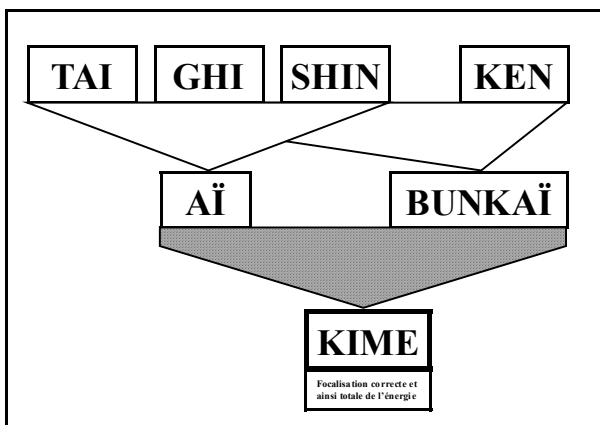 TAI GHI SHIN KEN
AÏ BUNKAÏ
KIME
Focalisation correcte et
ainsi totale de l'énergie